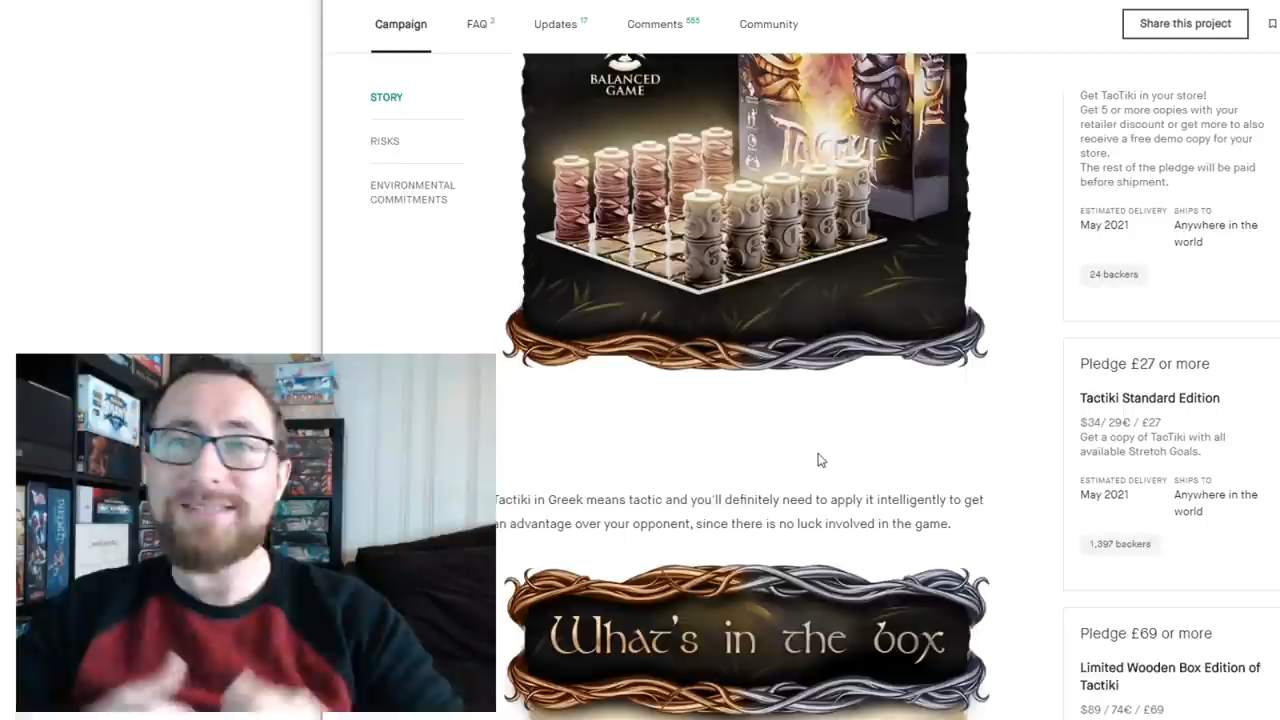 Campaign
FAQ 3
Updates 17
Comments 555
Community
Share this project
STORY
RISKS
ENVIRONMENTAL
COMMITMENTS
BALANCED
GAME
TACTIKI
Tactiki in Greek means tactic and you'll definitely need to apply it intelligently to get
an advantage over your opponent, since there is no luck involved in the game.
What's in the box
Get TacTiki in your store!
Get 5 or more copies with your
retailer discount or get more to also
receive a free demo copy for your
store.
The rest of the pledge will be paid
before shipment.
ESTIMATED DELIVERY
May 2021
SHIPS TO
Anywhere in the
world
24 backers
Pledge £27 or more
Tactiki Standard Edition
$34/ 29€ / £27
Get a copy of TacTiki with all
available Stretch Goals.
ESTIMATED DELIVERY
May 2021
SHIPS TO
Anywhere in the
world
1,397 backers
Pledge £69 or more
Limited Wooden Box Edition of
Tactiki
$89 / 74€ / £69